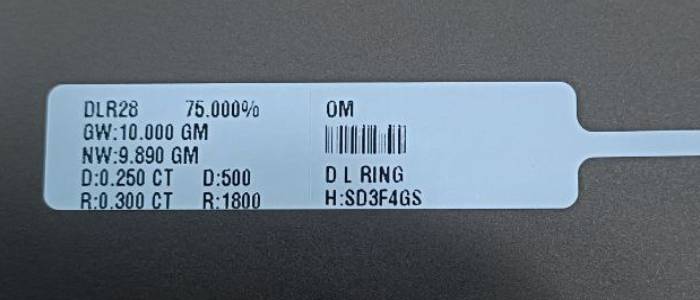 DLR28 75.000%
GW:10.000 GM
NW:9.890 GM
D:0.250 CT D:500
R:0.300 CT R:1800
OM
D L RING
H:SD3F4GS